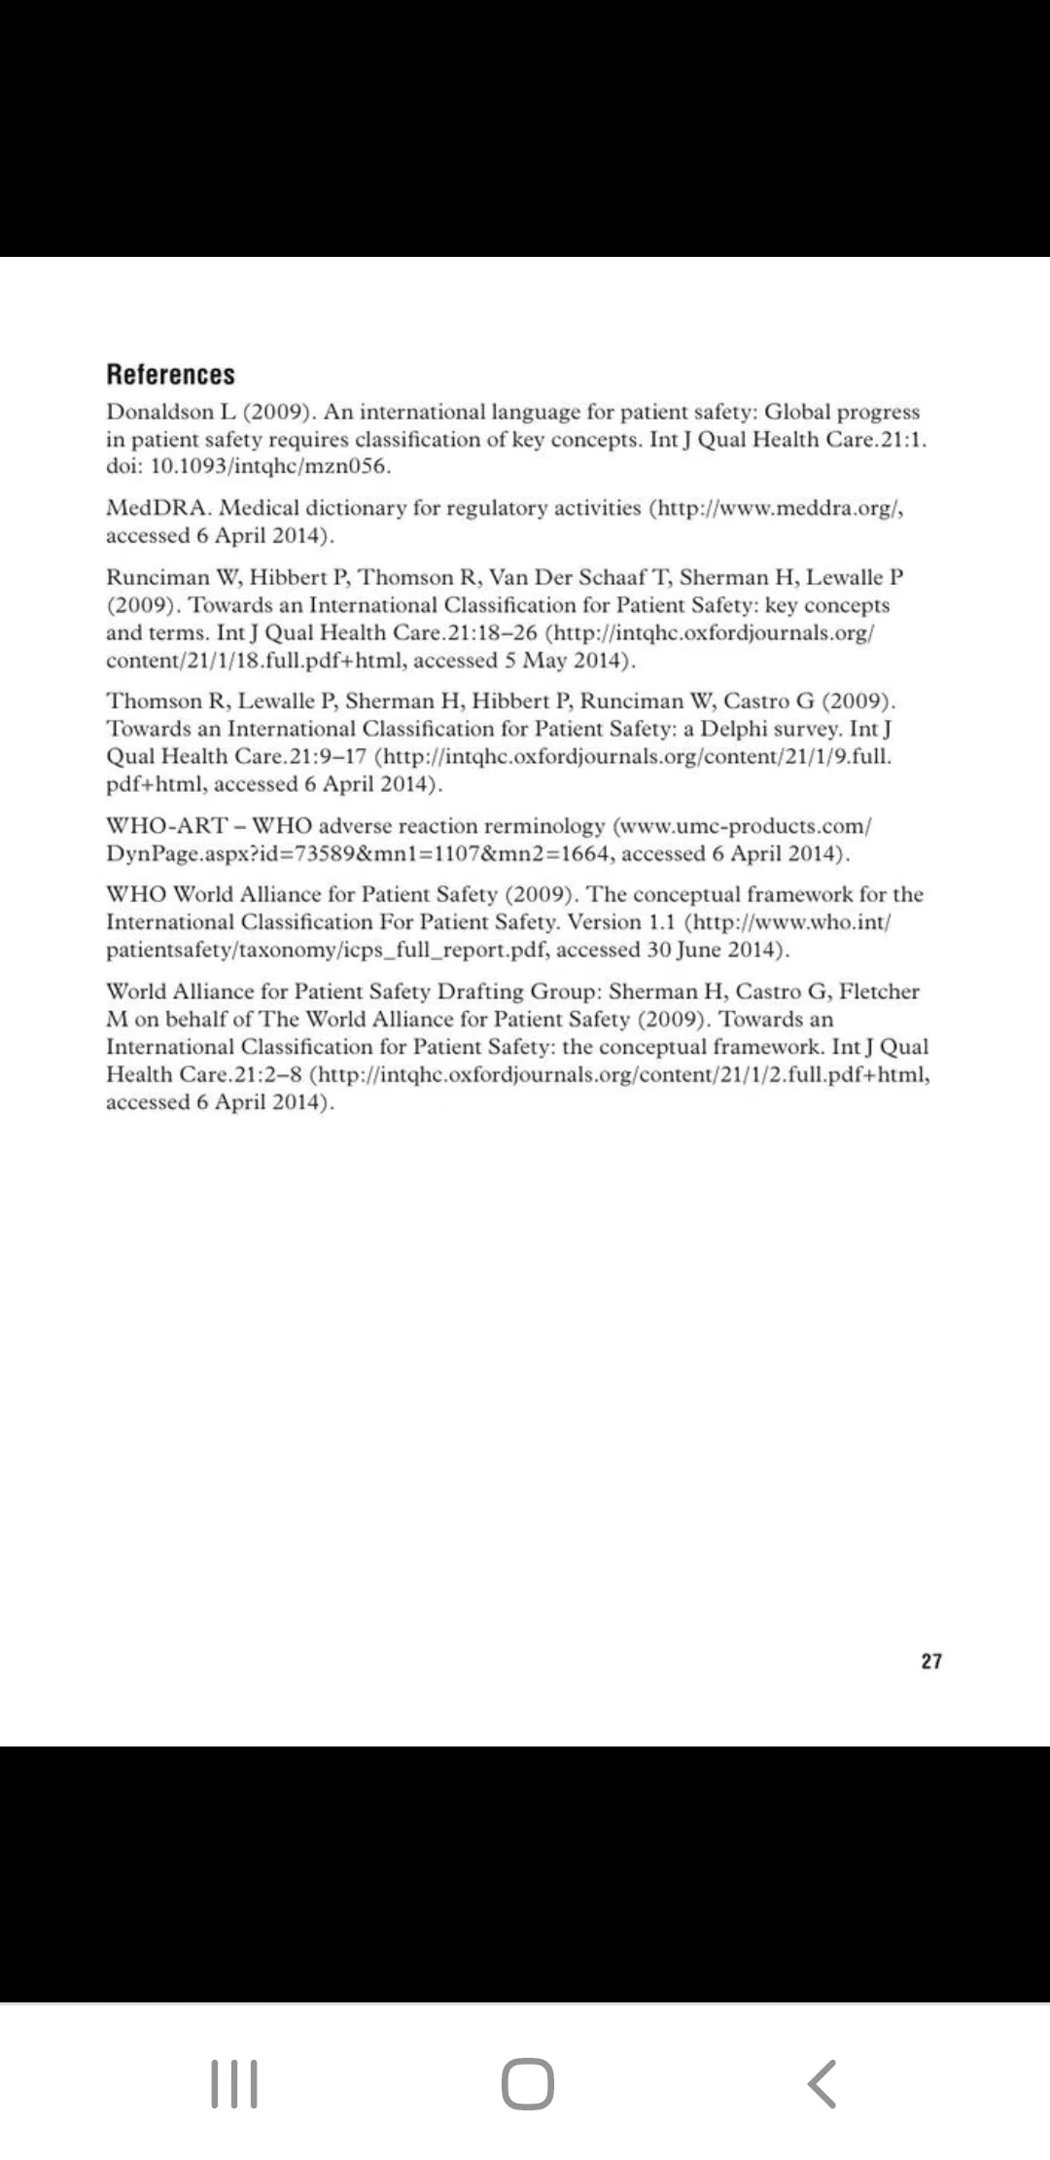 References
Donaldson L (2009). An international language for patient safety: Global progress
in patient safety requires classification of key concepts. Int J Qual Health Care.21:1.
doi: 10.1093/intqhc/mzn056.
MedDRA. Medical dictionary for regulatory activities (http://www.meddra.org/,
accessed 6 April 2014).
Runciman W, Hibbert P, Thomson R, Van Der Schaaf T, Sherman H, Lewalle P
(2009). Towards an International Classification for Patient Safety: key concepts
and terms. Int J Qual Health Care.21:18–26 (http://intqhc.oxfordjournals.org/
content/21/1/18.full.pdf+html, accessed 5 May 2014).
Thomson R, Lewalle P, Sherman H, Hibbert P, Runciman W, Castro G (2009).
Towards an International Classification for Patient Safety: a Delphi survey. Int J
Qual Health Care.21:9–17 (http://intqhc.oxfordjournals.org/content/21/1/9.full.
pdf+html, accessed 6 April 2014).
WHO-ART – WHO adverse reaction rerminology (www.umc-products.com/
DynPage.aspx?id=73589&mn1=1107&mn2=1664, accessed 6 April 2014).
WHO World Alliance for Patient Safety (2009). The conceptual framework for the
International Classification For Patient Safety. Version 1.1 (http://www.who.int/
patientsafety/taxonomy/icps_full_report.pdf, accessed 30 June 2014).
World Alliance for Patient Safety Drafting Group: Sherman H, Castro G, Fletcher
M on behalf of The World Alliance for Patient Safety (2009). Towards an
International Classification for Patient Safety: the conceptual framework. Int J Qual
Health Care.21:2–8 (http://intqhc.oxfordjournals.org/content/21/1/2.full.pdf+html,
accessed 6 April 2014).
27